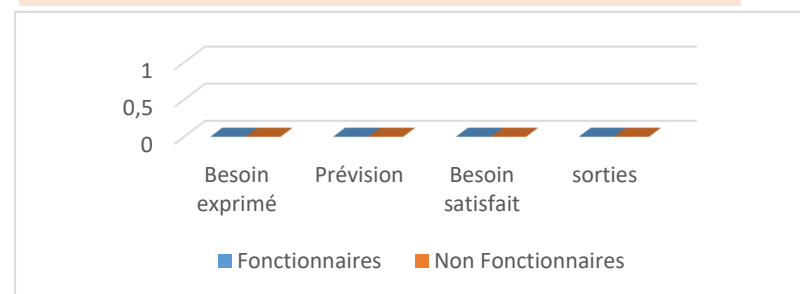 1
0,5
0
Besoin exprimé
Prévision
Besoin satisfait
sorties
Fonctionnaires
Non Fonctionnaires